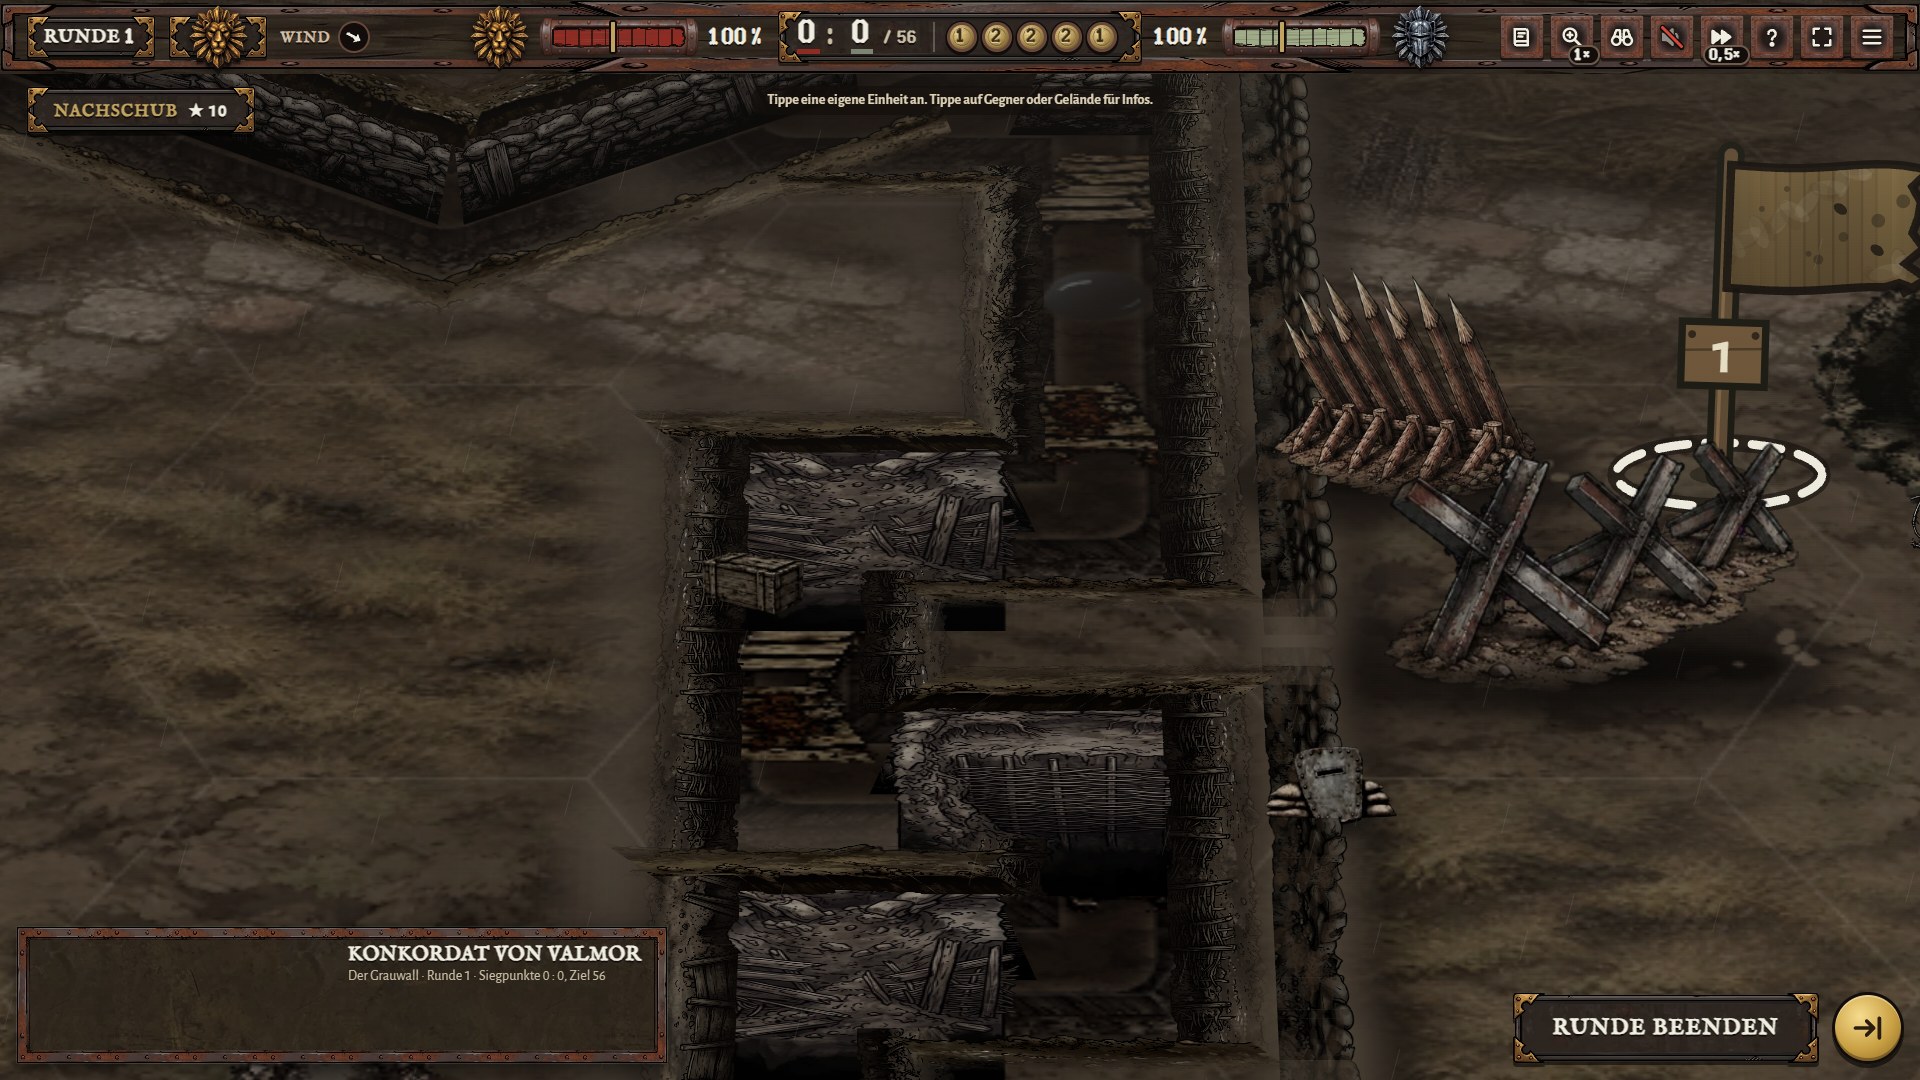 RUNDE 1
WIND
100 %
0 : 0 / 56
1 2 2 2 1
100 %
1×
0,5×
?
NACHSCHUB ★ 10
Tippe eine eigene Einheit an. Tippe auf Gegner oder Gelände für Infos.
1
KONKORDAT VON VALMOR
Der Grauwall · Runde 1 · Siegpunkte 0 : 0, Ziel 56
RUNDE BEENDEN